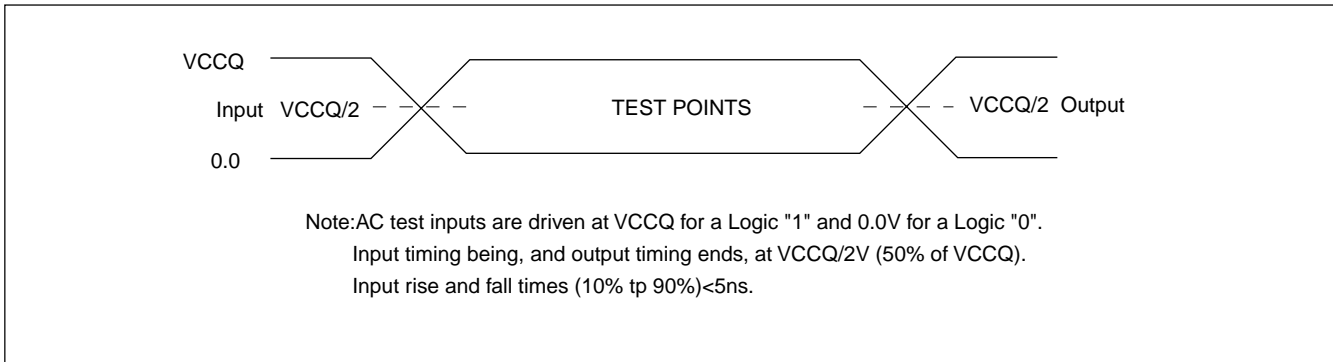 VCCQ
Input VCCQ/2 TEST POINTS VCCQ/2 Output
0.0
Note:AC test inputs are driven at VCCQ for a Logic "1" and 0.0V for a Logic "0".
Input timing being, and output timing ends, at VCCQ/2V (50% of VCCQ).
Input rise and fall times (10% tp 90%)<5ns.